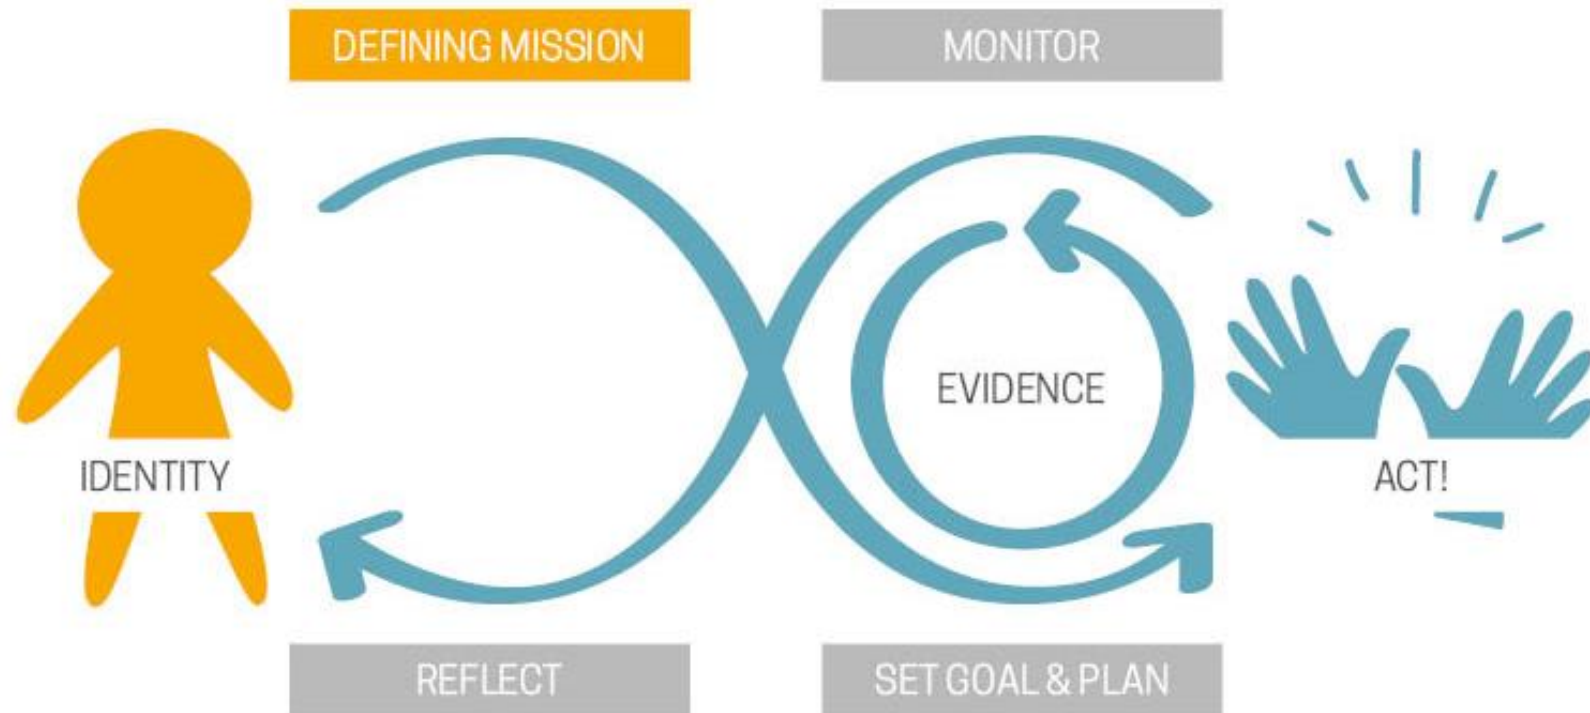 DEFINING MISSION
MONITOR
EVIDENCE
IDENTITY
ACT!
REFLECT
SET GOAL & PLAN